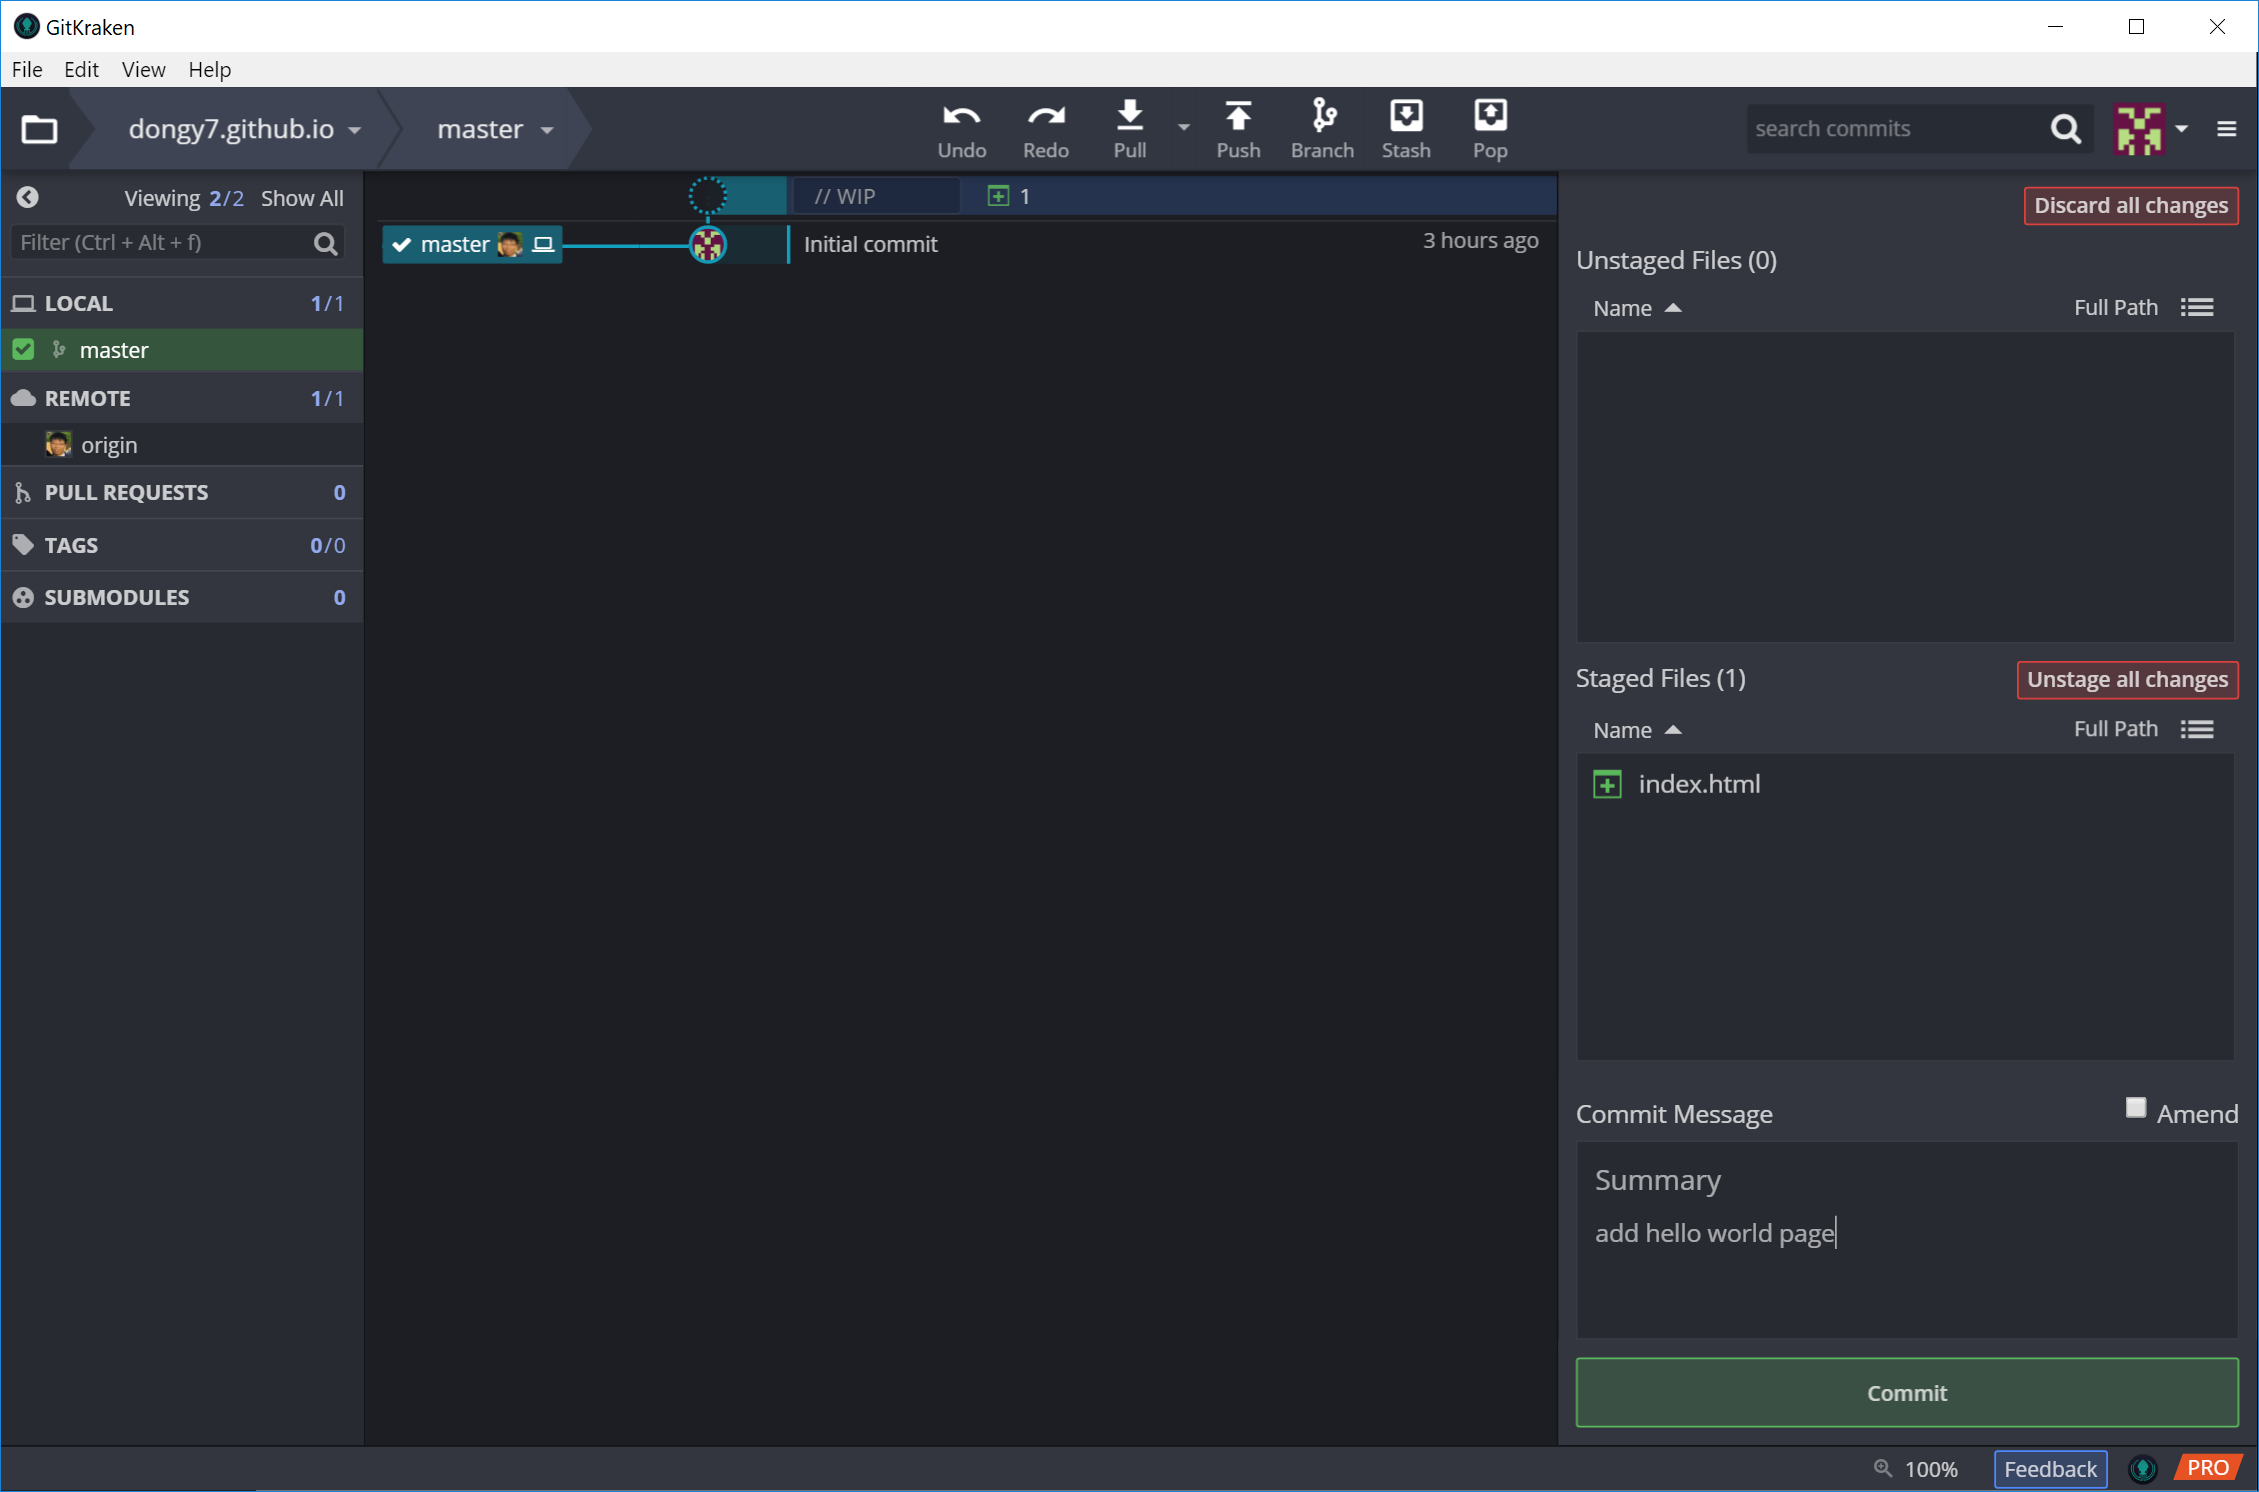 GitKraken
File Edit View Help
dongy7.github.io master
Undo Redo Pull Push Branch Stash Pop
search commits
Viewing 2/2 Show All
Filter (Ctrl + Alt + f)
LOCAL 1/1
master
REMOTE 1/1
origin
PULL REQUESTS 0
TAGS 0/0
SUBMODULES 0
// WIP 1
master Initial commit 3 hours ago
Discard all changes
Unstaged Files (0)
Name Full Path
Staged Files (1) Unstage all changes
Name Full Path
index.html
Commit Message Amend
Summary
add hello world page
Commit
100% Feedback PRO